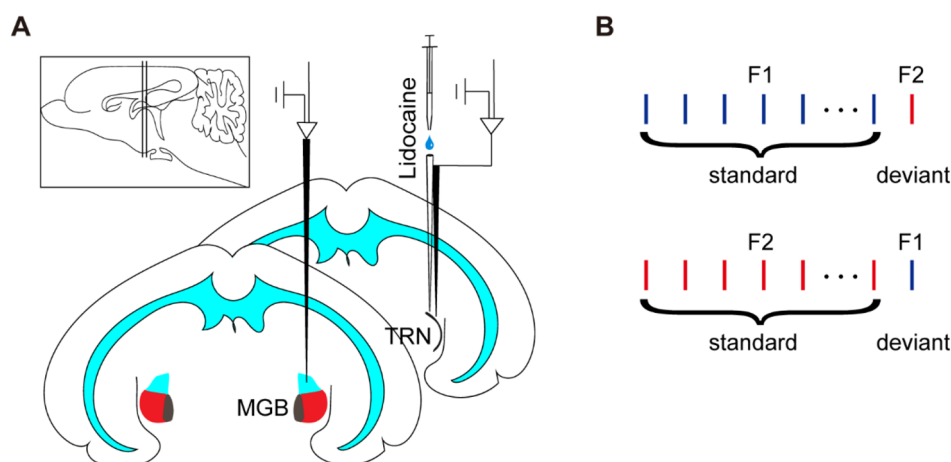 A
Lidocaine
TRN
MGB
B
F1 F2
• • •
standard deviant
F2 F1
• • •
standard deviant